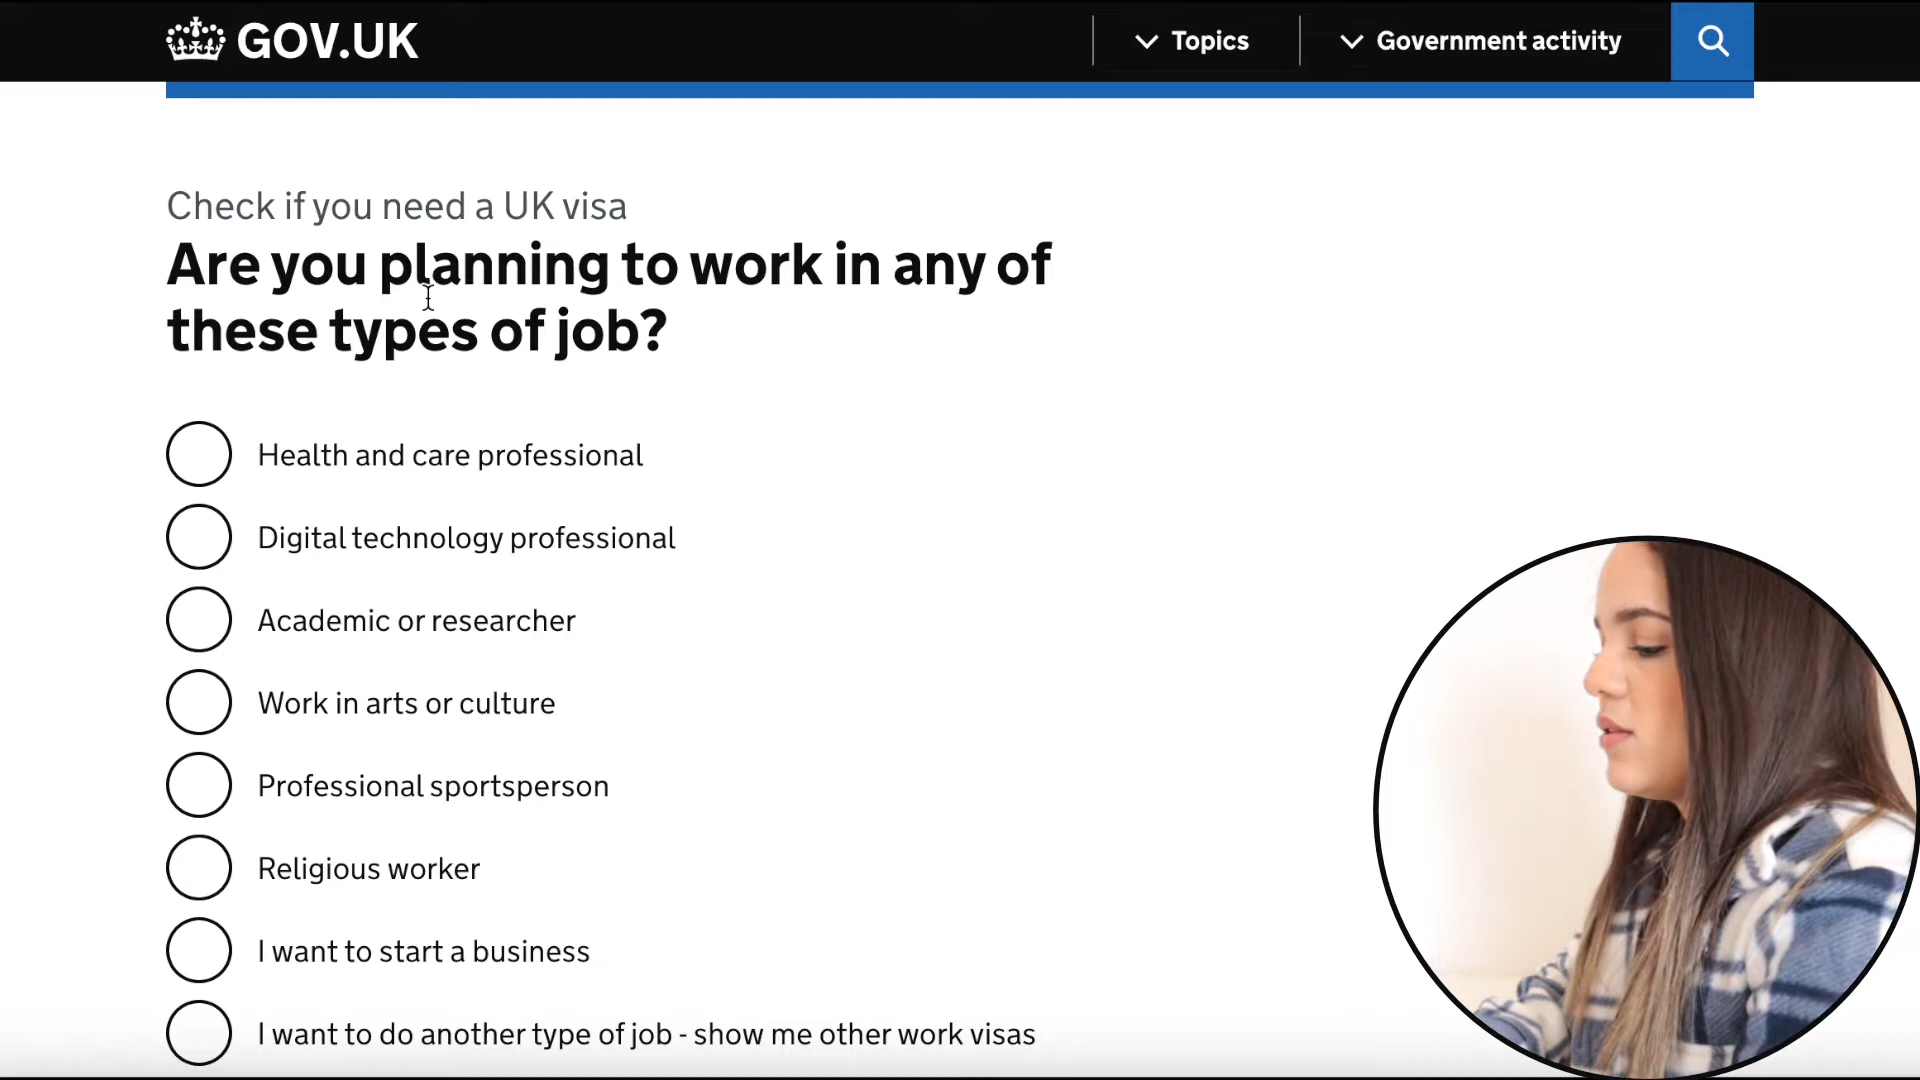 GOV.UK
Topics
Government activity
Check if you need a UK visa
Are you planning to work in any of
these types of job?
Health and care professional
Digital technology professional
Academic or researcher
Work in arts or culture
Professional sportsperson
Religious worker
I want to start a business
I want to do another type of job - show me other work visas